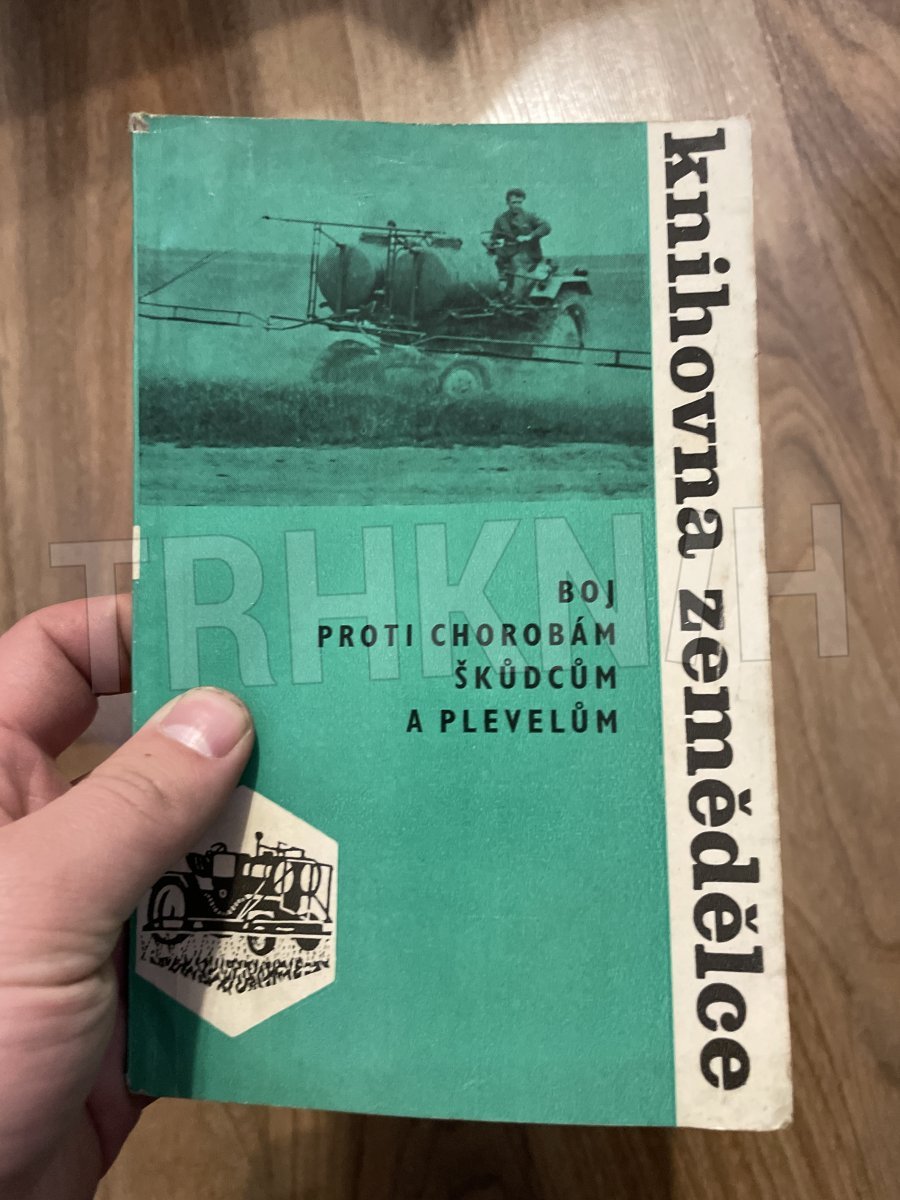 knihovna zemědělce
BOJ
PROTI CHOROBÁM
ŠKŮDCŮM
A PLEVELŮM
TRHKNIH